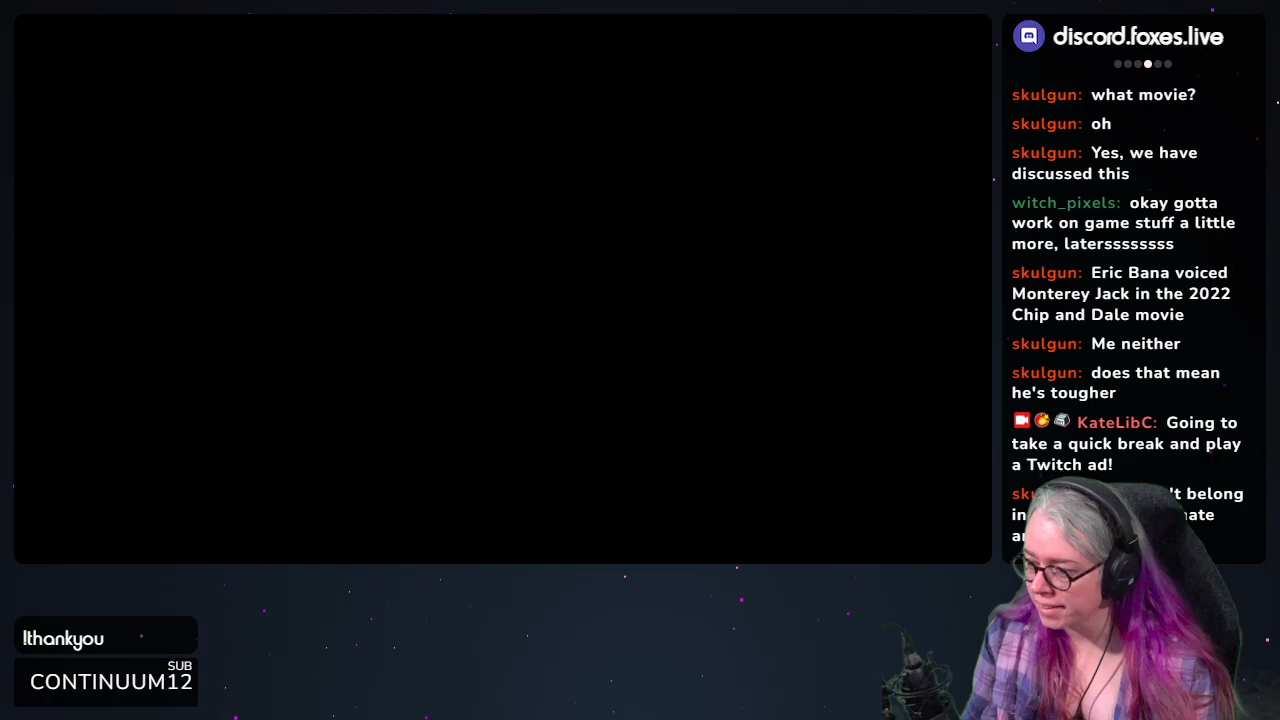 discord.foxes.live
skulgun: what movie?
skulgun: oh
skulgun: Yes, we have
discussed this
witch_pixels: okay gotta
work on game stuff a little
more, laterssssssss
skulgun: Eric Bana voiced
Monterey Jack in the 2022
Chip and Dale movie
skulgun: Me neither
skulgun: does that mean
he's tougher
KateLibC: Going to
take a quick break and play
a Twitch ad!
't belong
in
!thankyou
SUB
CONTINUUM12